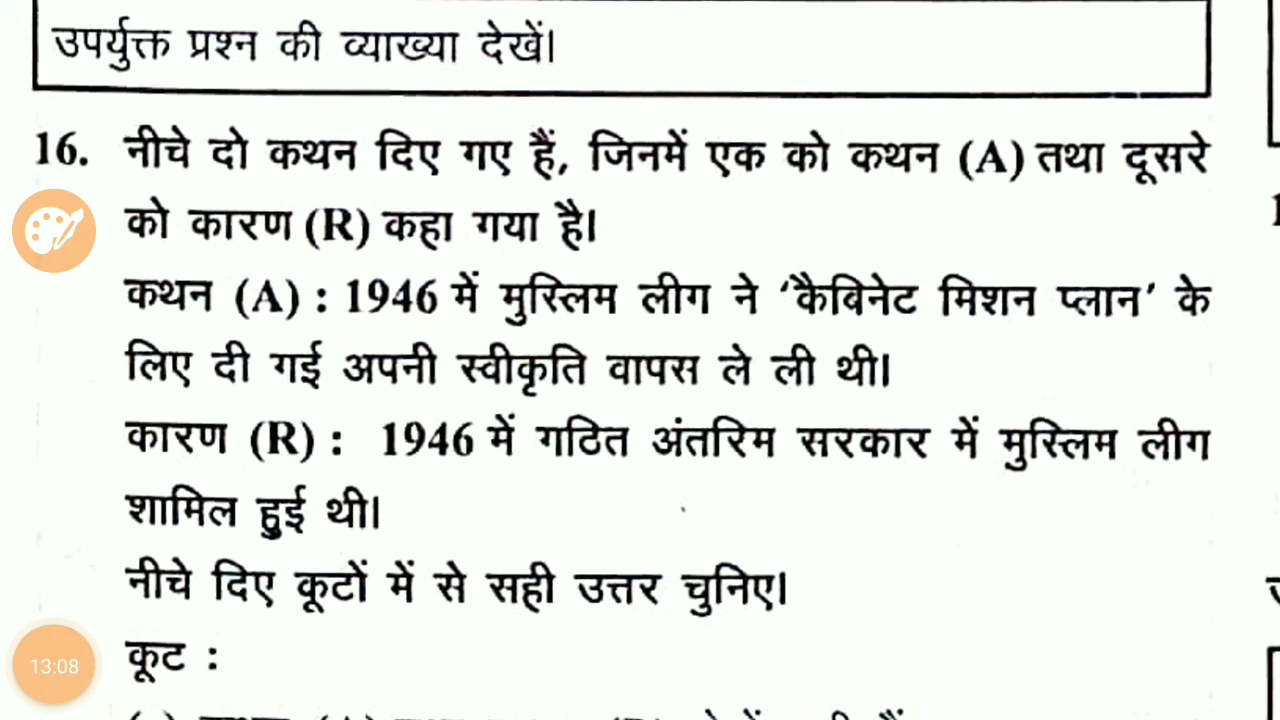 उपर्युक्त प्रश्न की व्याख्या देखें।
16. नीचे दो कथन दिए गए हैं, जिनमें एक को कथन (A) तथा दूसरे
को कारण (R) कहा गया है।
कथन (A) : 1946 में मुस्लिम लीग ने ‘कैबिनेट मिशन प्लान’ के
लिए दी गई अपनी स्वीकृति वापस ले ली थी।
कारण (R) : 1946 में गठित अंतरिम सरकार में मुस्लिम लीग
शामिल हुई थी।
नीचे दिए कूटों में से सही उत्तर चुनिए।
कूट :
13:08